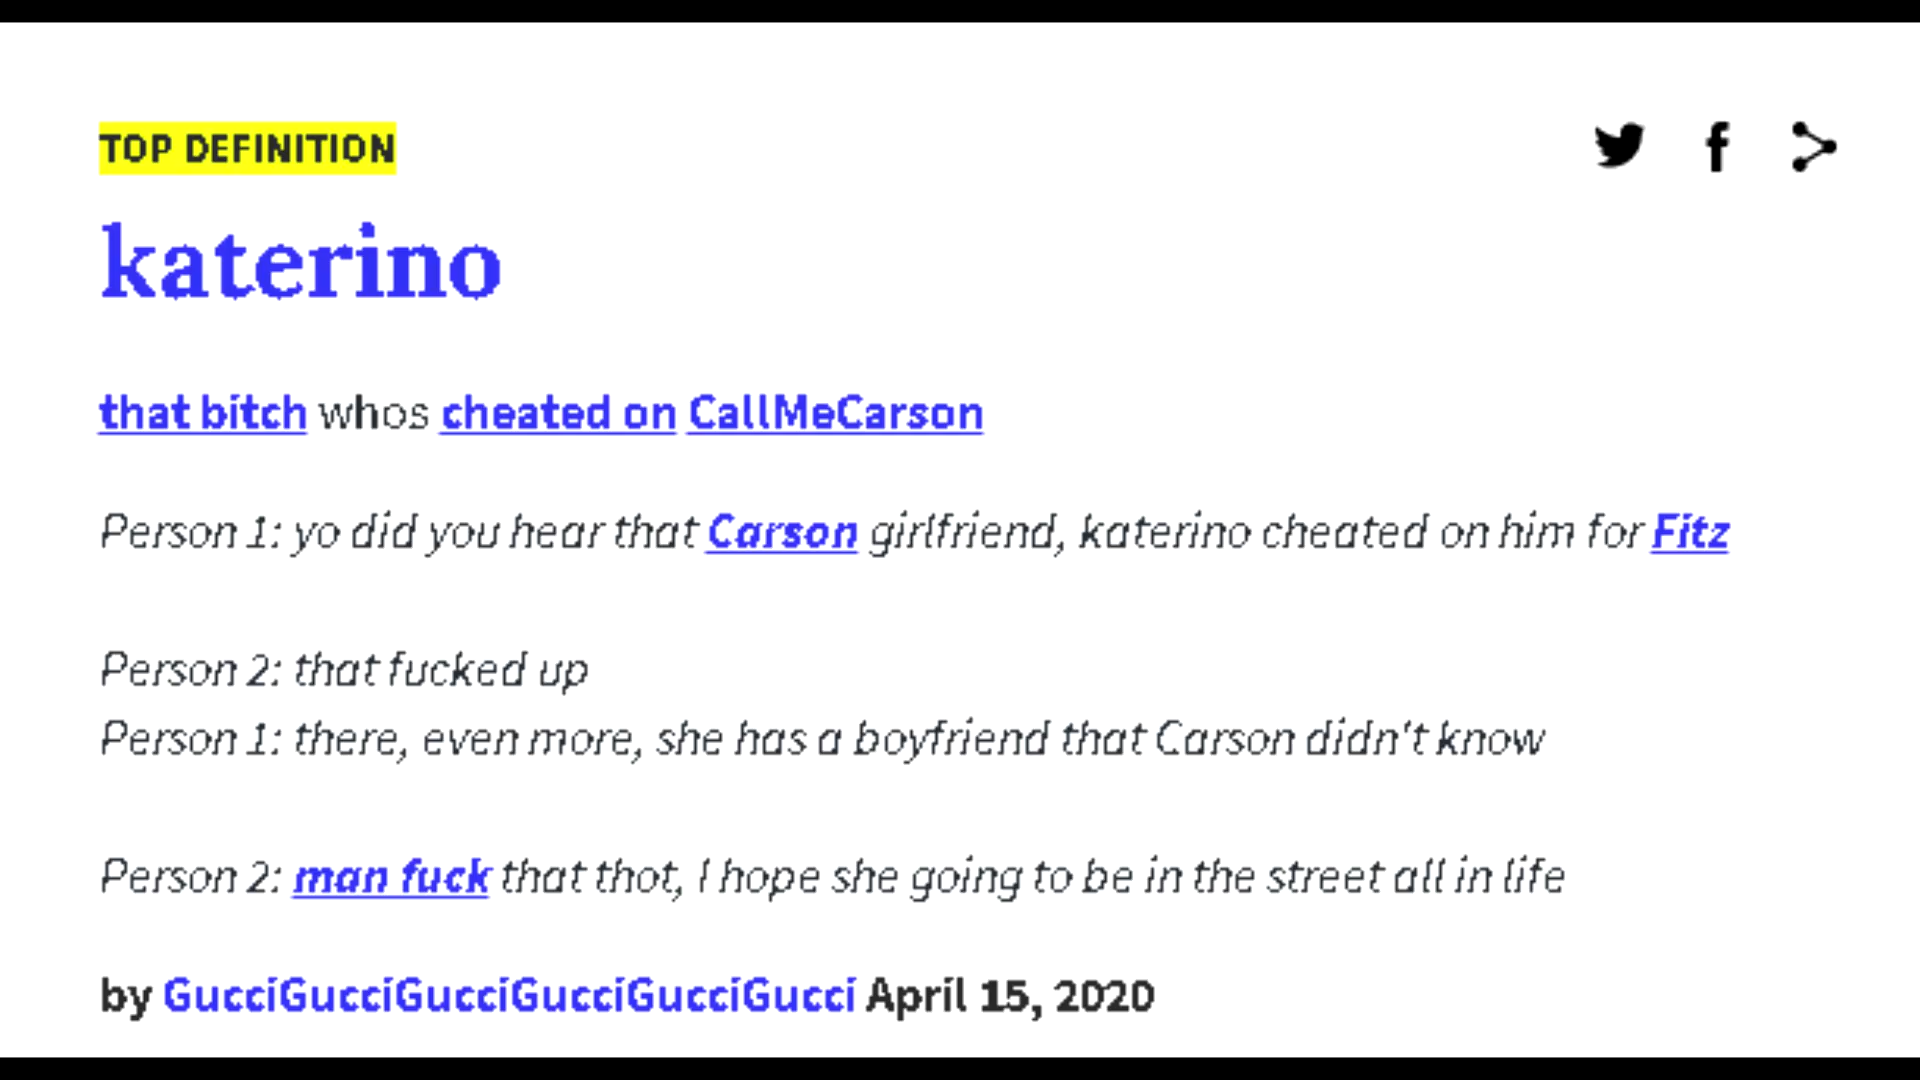 TOP DEFINITION
katerino
that bitch whos cheated on CallMeCarson
Person 1: yo did you hear that Carson girlfriend, katerino cheated on him for Fitz
Person 2: that fucked up
Person 1: there, even more, she has a boyfriend that Carson didn't know
Person 2: man fuck that thot, I hope she going to be in the street all in life
by GucciGucciGucciGucciGucciGucci April 15, 2020